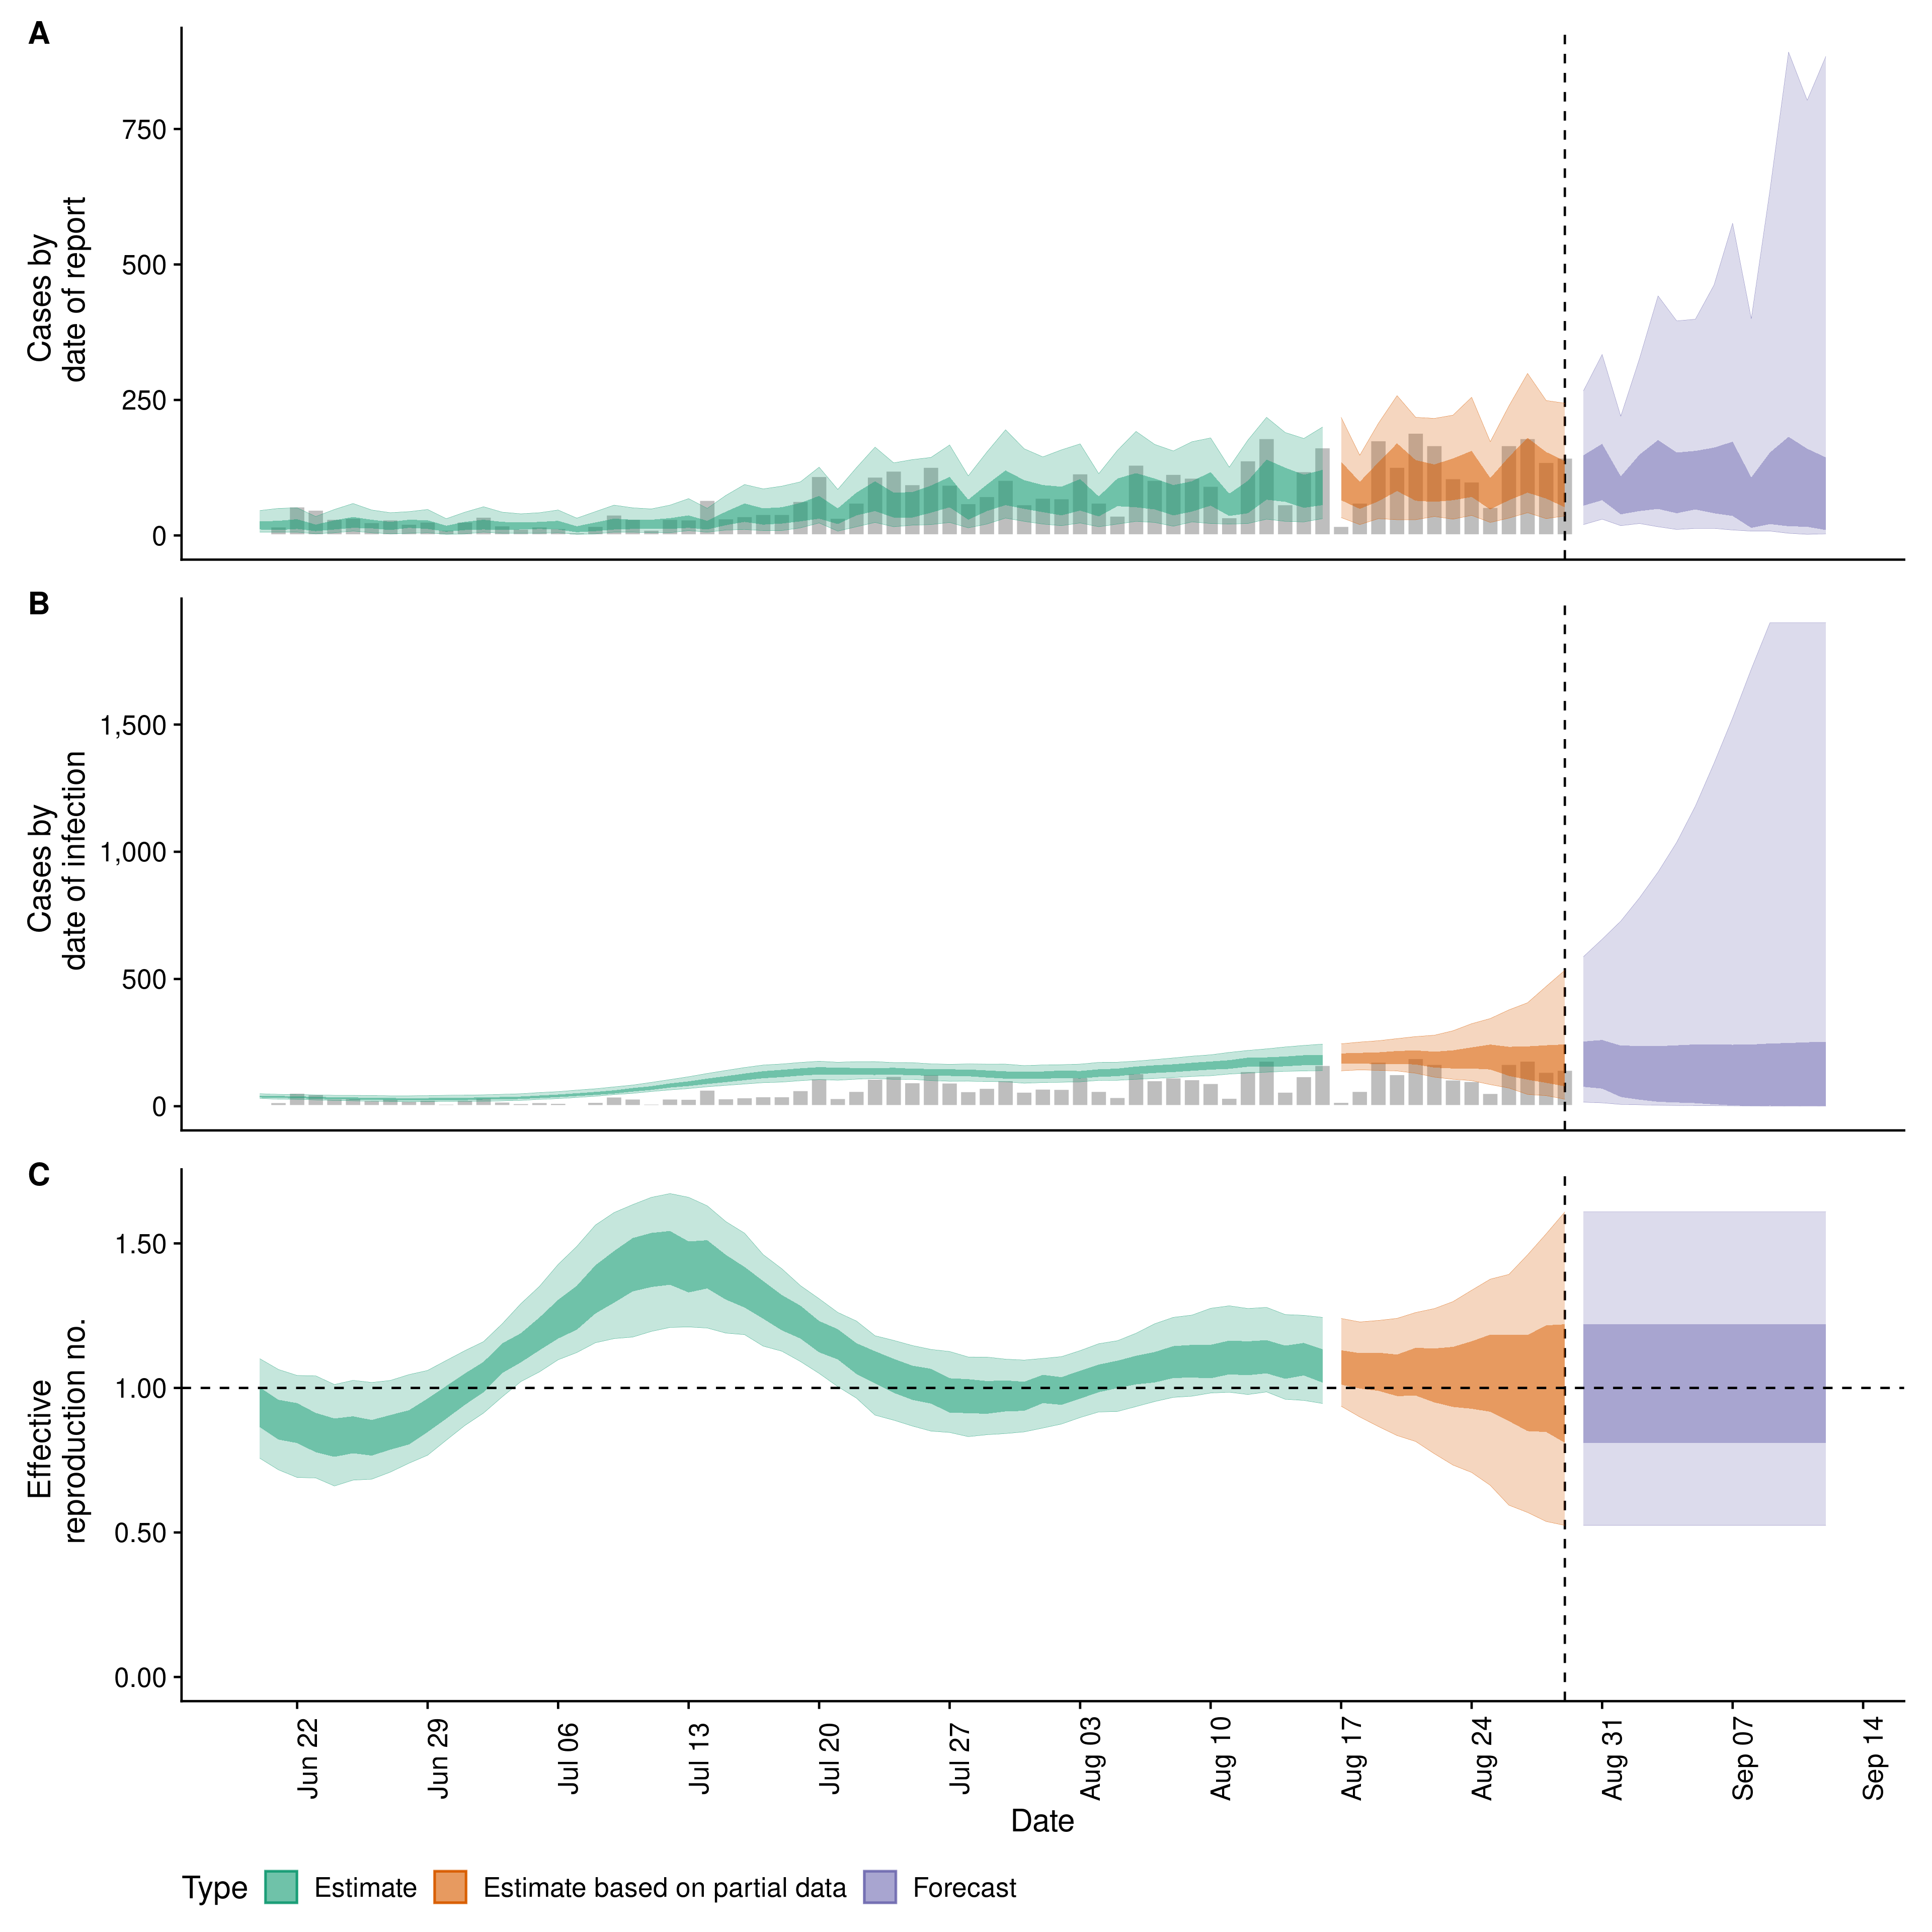 A
Cases by
date of report
750
500
250
0
B
Cases by
date of infection
1,500
1,000
500
0
C
Effective
reproduction no.
1.50
1.00
0.50
0.00
Jun 22
Jun 29
Jul 06
Jul 13
Jul 20
Jul 27
Aug 03
Aug 10
Aug 17
Aug 24
Aug 31
Sep 07
Sep 14
Date
Type
Estimate
Estimate based on partial data
Forecast